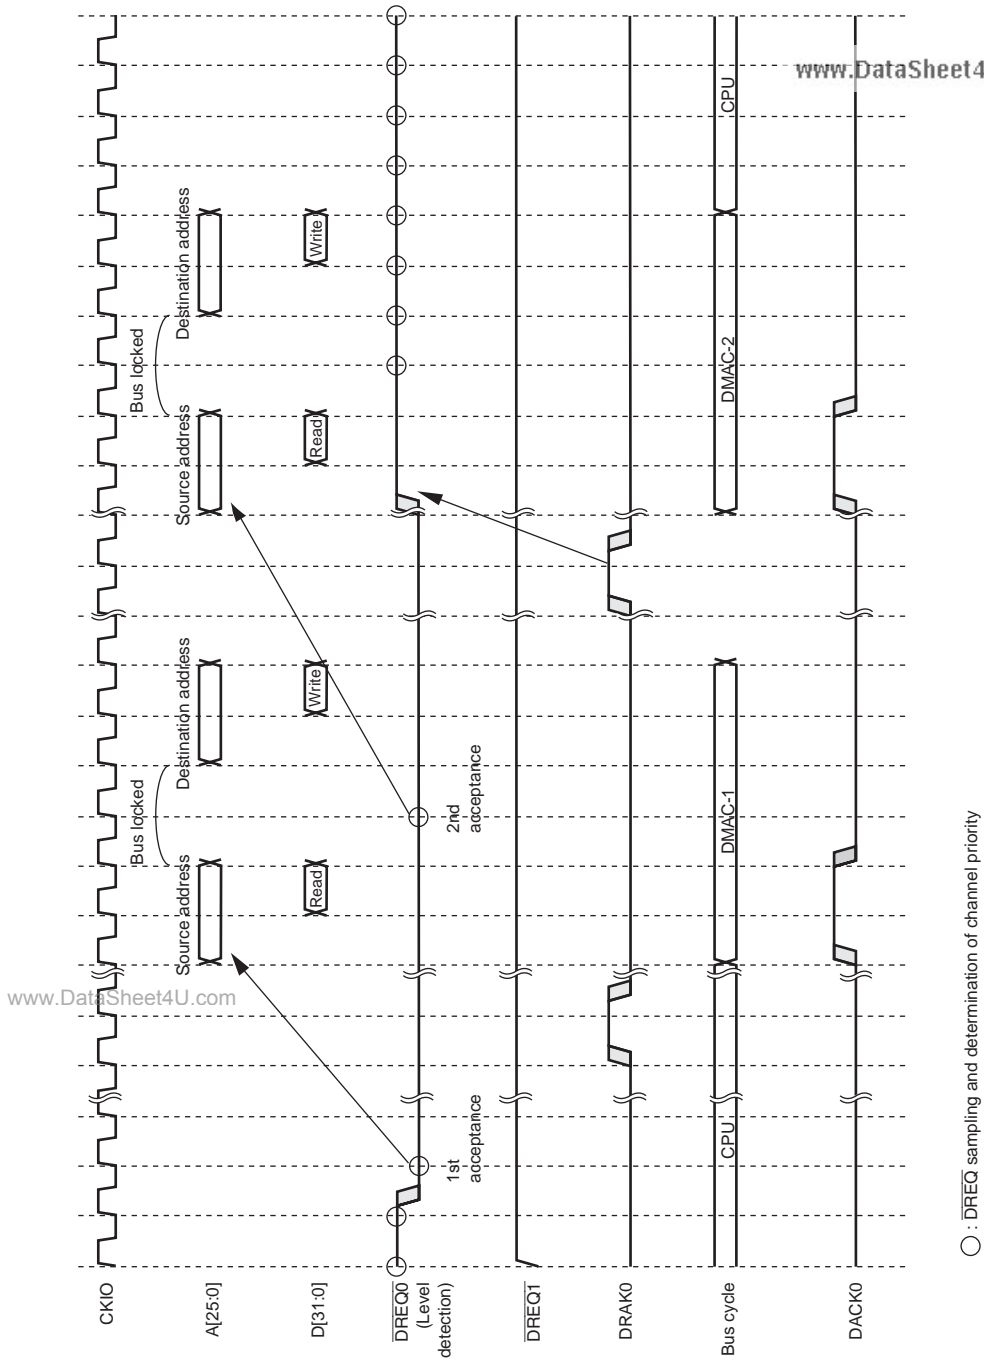 CKIO
Bus locked
Bus locked
A[25:0]
Source address
Destination address
Source address
Destination address
D[31:0]
Read
Write
Read
Write
DREQ0
(Level
detection)
1st
acceptance
2nd
acceptance
DREQ1
DRAK0
Bus cycle
CPU
DMAC-1
DMAC-2
CPU
DACK0
: DREQ sampling and determination of channel priority
www.DataSheet4U.com
www.DataSheet4